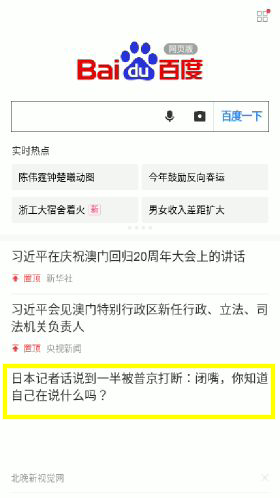 Bai du 百度 网页版
百度一下
实时热点
陈伟霆钟楚曦动图
今年鼓励反向春运
浙江大宿舍着火 新
男女收入差距扩大
习近平在庆祝澳门回归20周年大会上的讲话
置顶 新华社
习近平会见澳门特别行政区新任行政、立法、司
法机关负责人
置顶 央视新闻
日本记者话说到一半被普京打断：闭嘴，你知道
自己在说什么吗？
北晚新视觉网